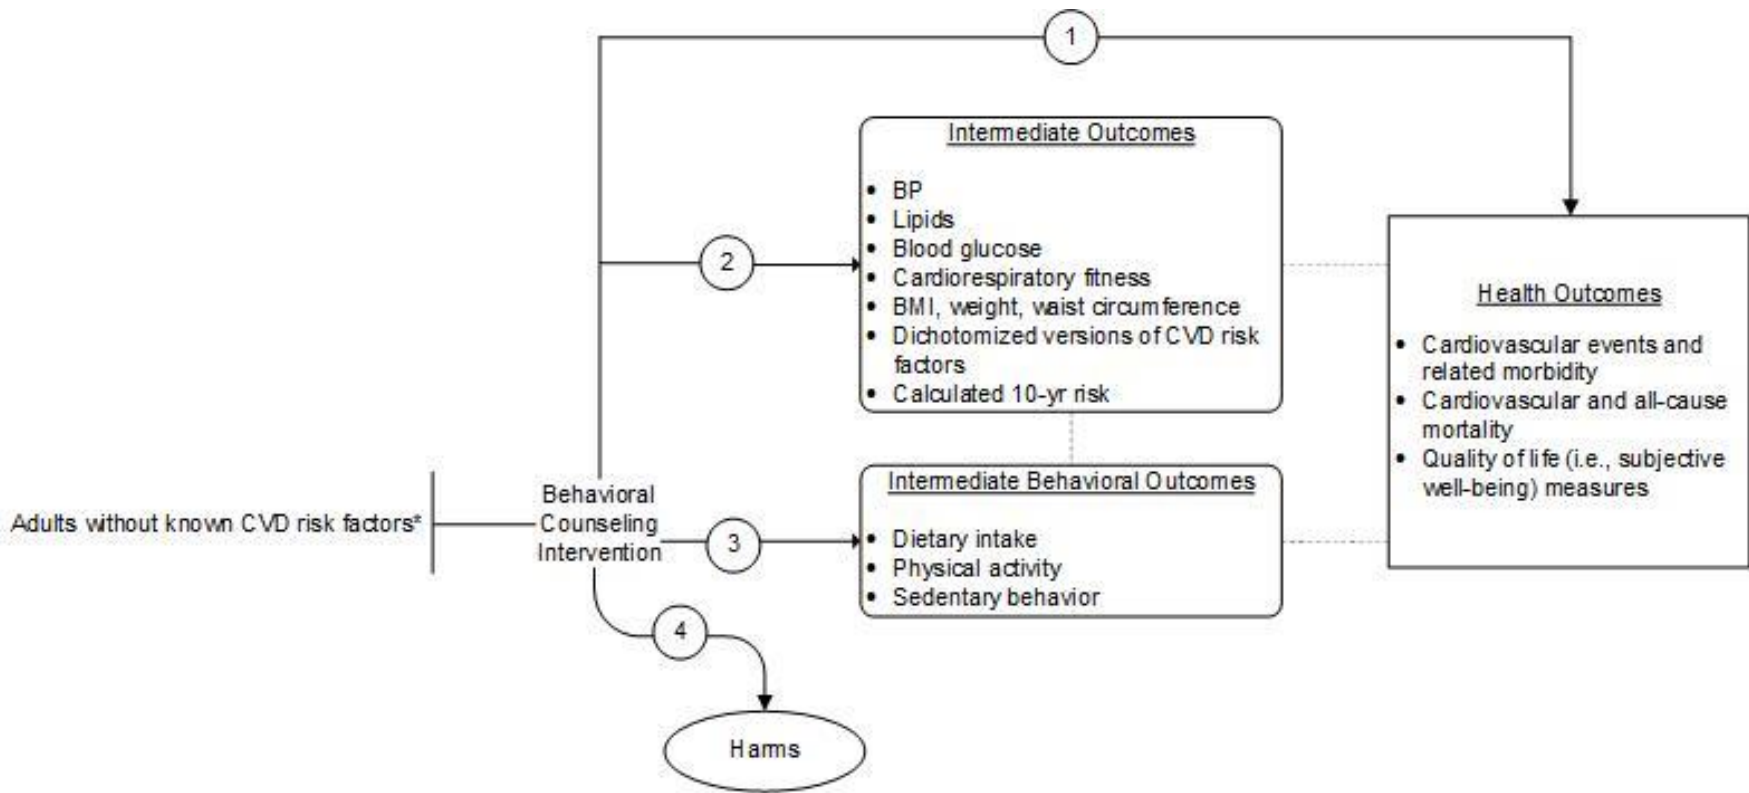 1
Intermediate Outcomes
• BP
• Lipids
• Blood glucose
• Cardiorespiratory fitness
• BMI, weight, waist circumference
• Dichotomized versions of CVD risk
factors
• Calculated 10-yr risk
2
Health Outcomes
• Cardiovascular events and
related morbidity
• Cardiovascular and all-cause
mortality
• Quality of life (i.e., subjective
well-being) measures
Adults without known CVD risk factors*
Behavioral
Counseling
Intervention
3
Intermediate Behavioral Outcomes
• Dietary intake
• Physical activity
• Sedentary behavior
4
Harms